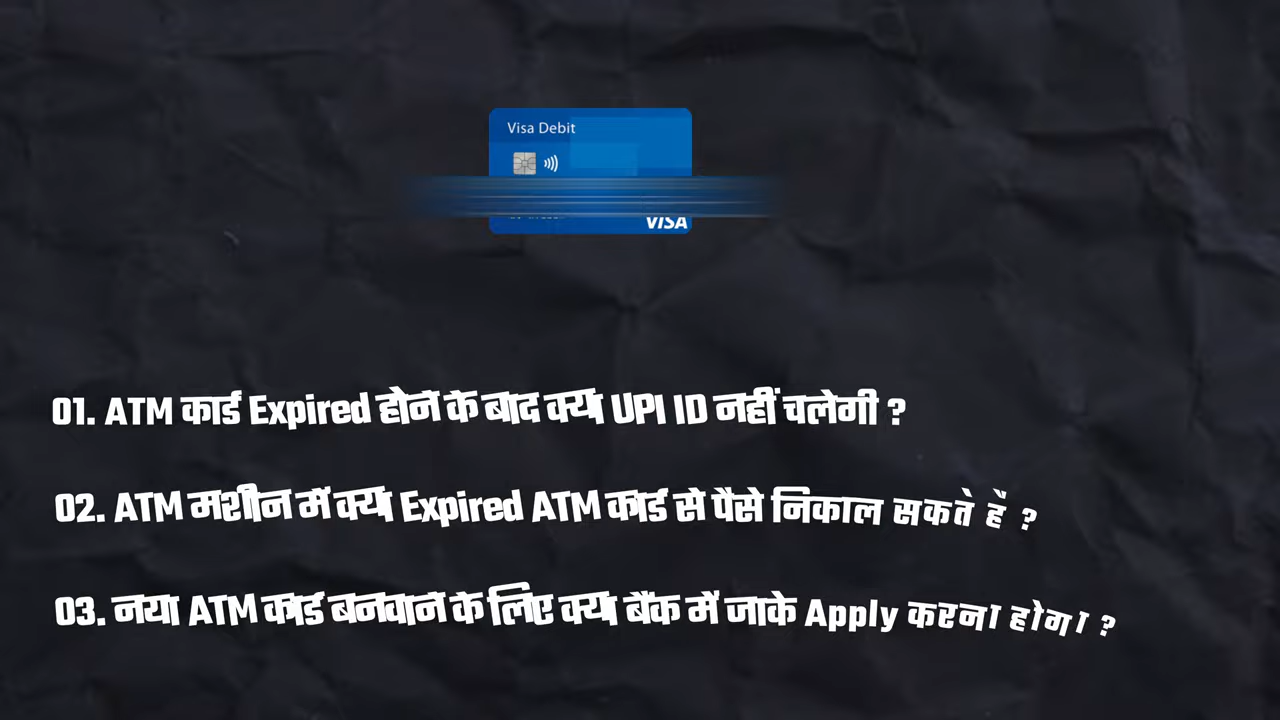 Visa Debit
VISA
01. ATM कार्ड Expired होने के बाद क्या UPI ID नहीं चलेगी ?
02. ATM मशीन में क्या Expired ATM कार्ड से पैसे निकाल सकते है ?
03. नया ATM कार्ड बनवाने के लिए क्या बैंक में जाके Apply करना होगा ?